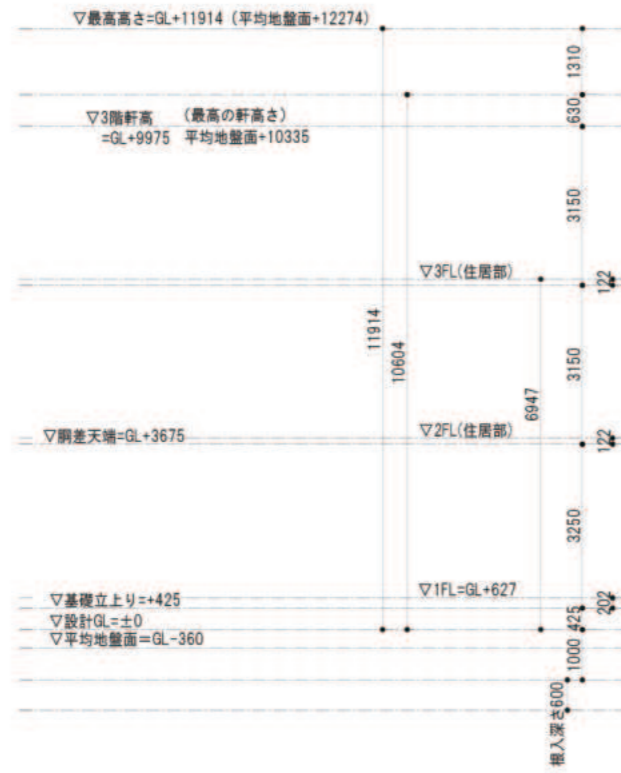 ▽最高高さ=GL+11914（平均地盤面+12274）
1310
630
▽3階軒高 （最高の軒高さ）
=GL+9975 平均地盤面+10335
3150
▽3FL(住居部)
122
11914
10604
3150
6947
▽2FL(住居部)
▽胴差天端=GL+3675
122
3250
▽1FL=GL+627
▽基礎立上り=+425
202
▽設計GL=±0
425
▽平均地盤面＝GL-360
1000
根入深さ600